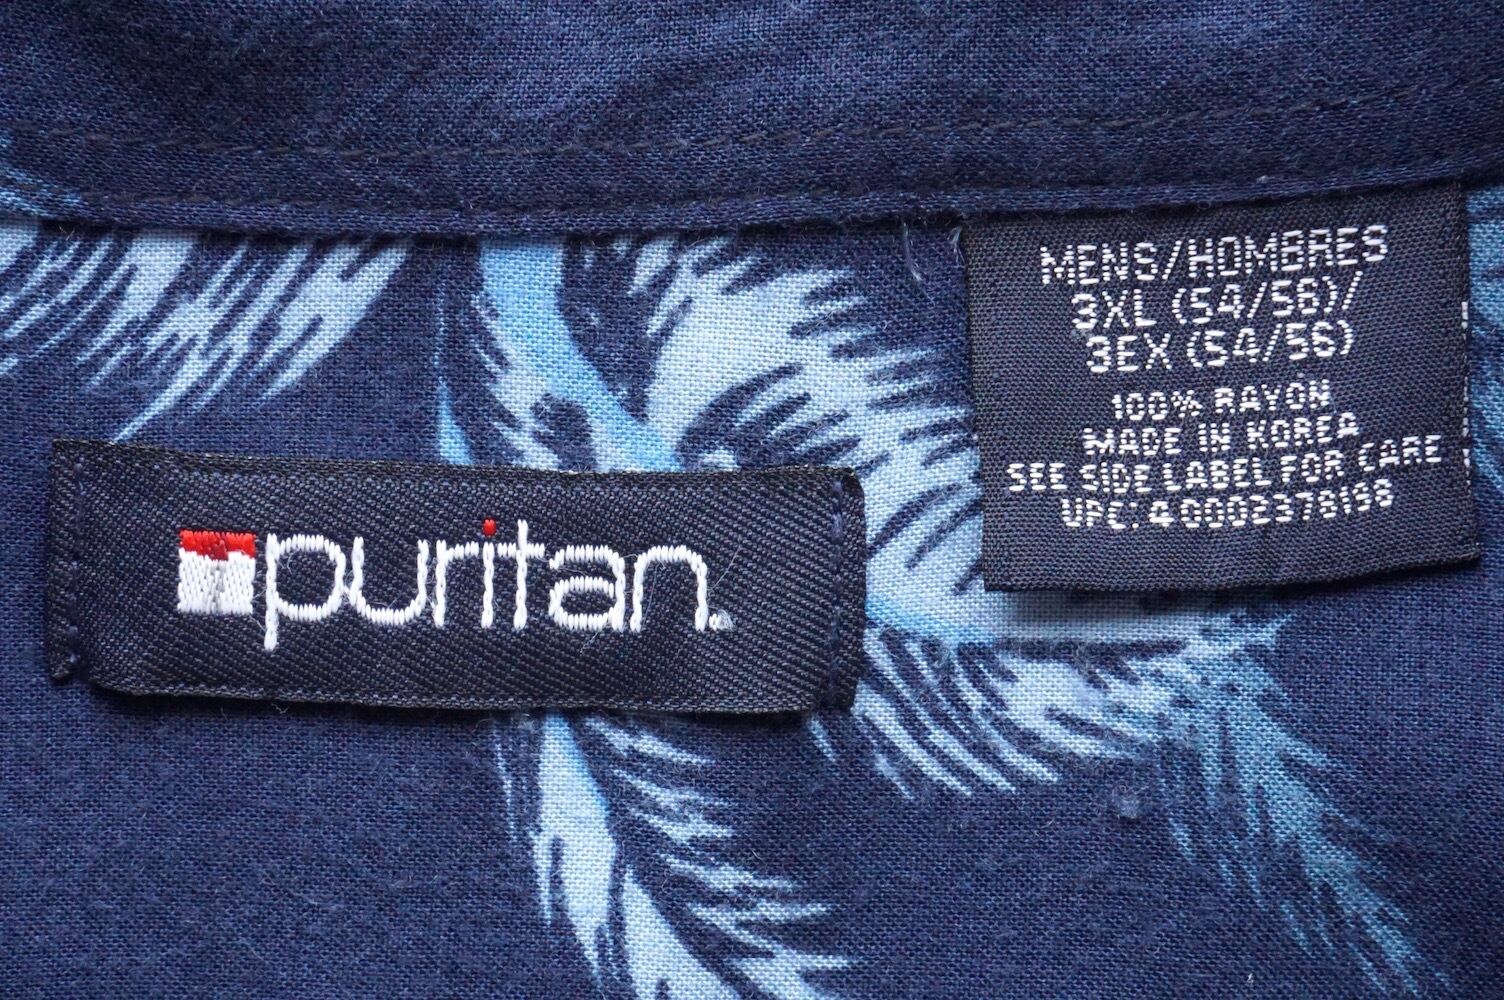 puritan.
MENS/HOMBRES
3XL (54/56)/
3EX (54/56)
100% RAYON
MADE IN KOREA
SEE SIDE LABEL FOR CARE
UPC: 40002378198